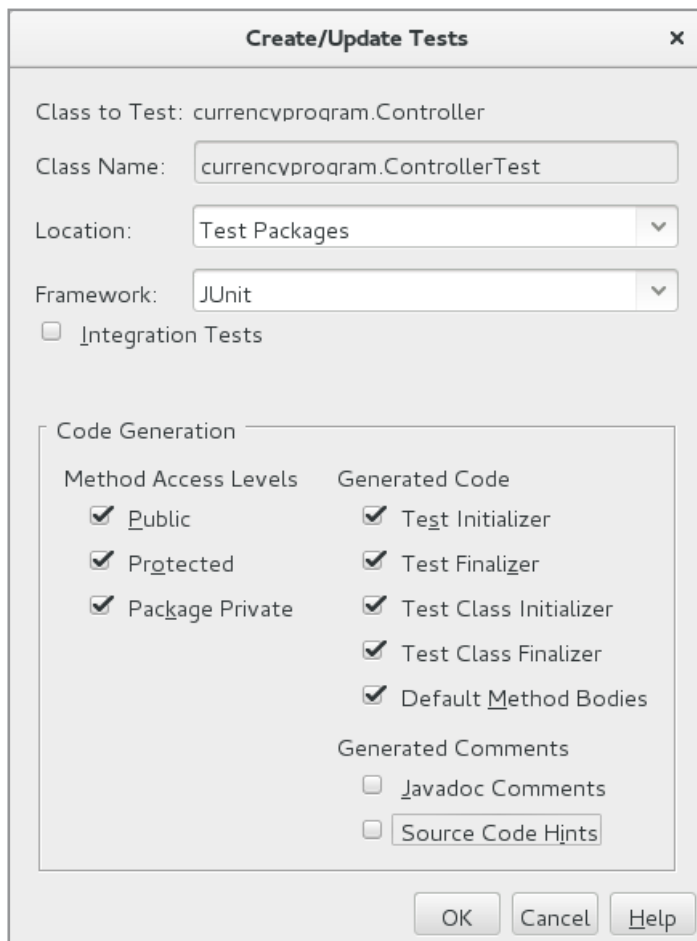 Create/Update Tests
Class to Test: currencyprogram.Controller
Class Name: currencyprogram.ControllerTest
Location: Test Packages
Framework: JUnit
Integration Tests
Code Generation
Method Access Levels
Public
Protected
Package Private
Generated Code
Test Initializer
Test Finalizer
Test Class Initializer
Test Class Finalizer
Default Method Bodies
Generated Comments
Javadoc Comments
Source Code Hints
OK Cancel Help